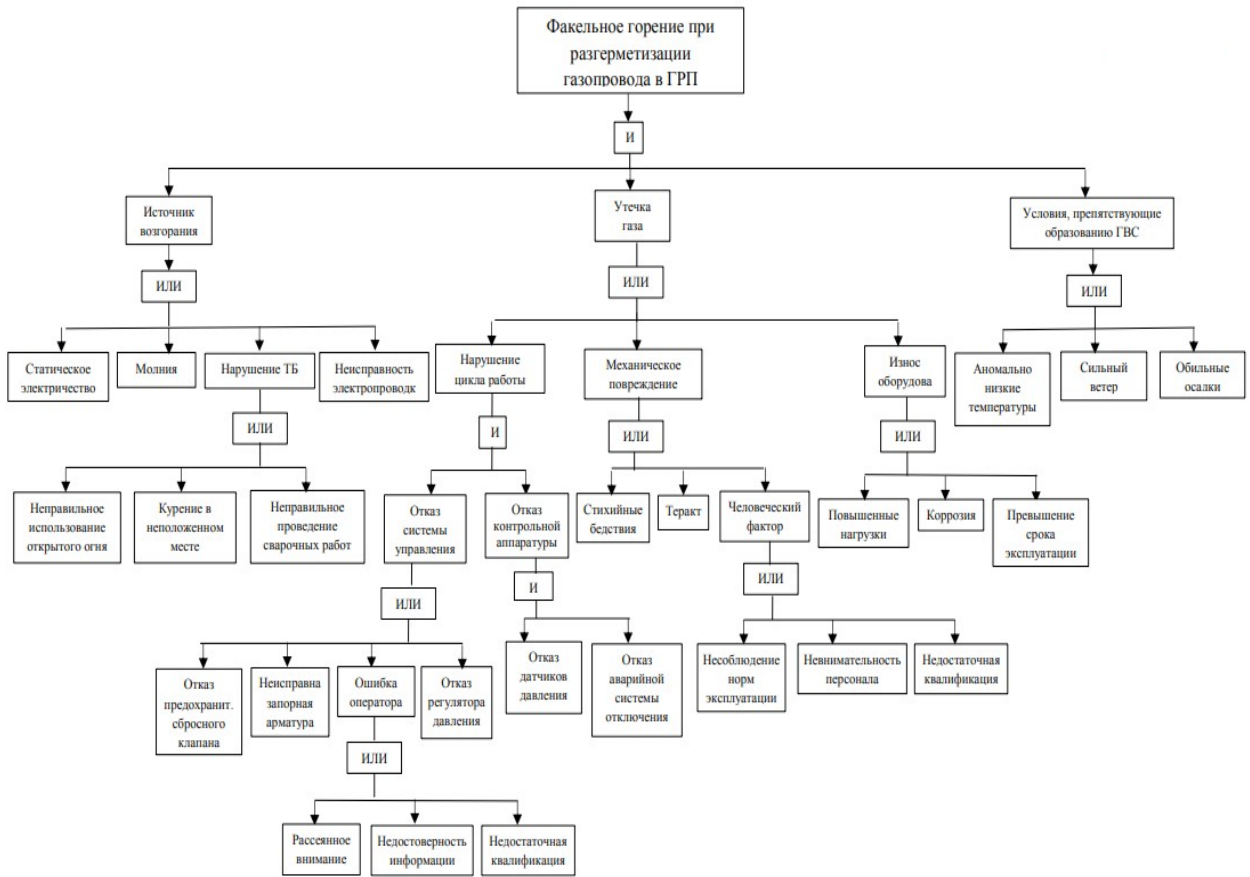 Факельное горение при
разгерметизации
газопровода в ГРП
И
Источник
возгорания
Утечка
газа
Условия, препятствующие
образованию ГВС
ИЛИ
ИЛИ
ИЛИ
Статическое
электричество
Молния
Нарушение ТБ
Неисправность
электропроводк
Нарушение
цикла работы
Механическое
повреждение
Износ
оборудова
Аномально
низкие
температуры
Сильный
ветер
Обильные
осалки
ИЛИ
И
ИЛИ
ИЛИ
Неправильное
использование
открытого огня
Курение в
неположенном
месте
Неправильное
проведение
сварочных работ
Отказ
системы
управления
Отказ
контрольной
аппаратуры
Стихийные
бедствия
Теракт
Человеческий
фактор
Повышенные
нагрузки
Коррозия
Превышение
срока
эксплуатации
ИЛИ
И
ИЛИ
Отказ
предохранит.
сбросного
клапана
Неисправна
запорная
арматура
Ошибка
оператора
Отказ
регулятора
давления
Отказ
датчиков
давления
Отказ
аварийной
системы
отключения
Несоблюдение
норм
эксплуатации
Невнимательность
персонала
Недостаточная
квалификация
ИЛИ
Рассеянное
внимание
Недостоверность
информации
Недостаточная
квалификация